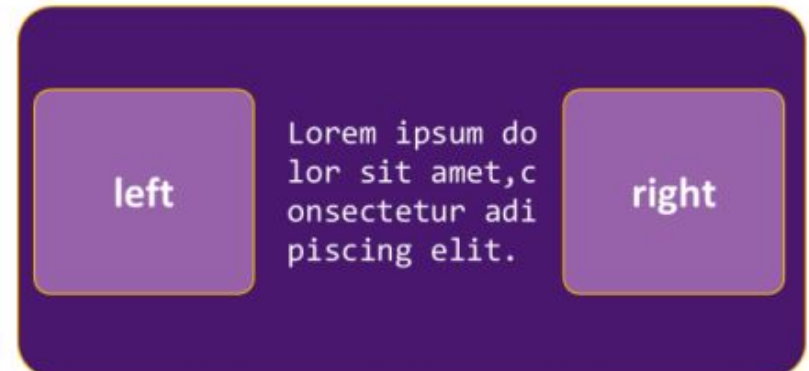 left
Lorem ipsum do
lor sit amet,c
onsectetur adi
piscing elit.
right